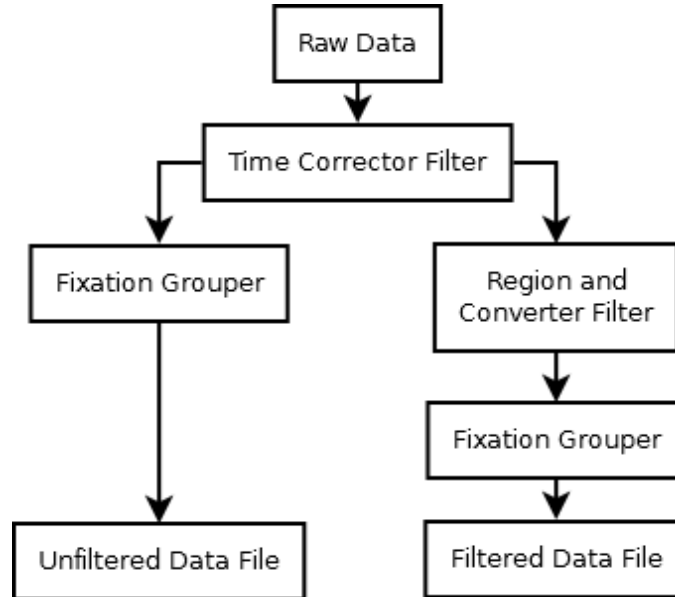 Raw Data
Time Corrector Filter
Fixation Grouper
Region and
Converter Filter
Fixation Grouper
Unfiltered Data File
Filtered Data File